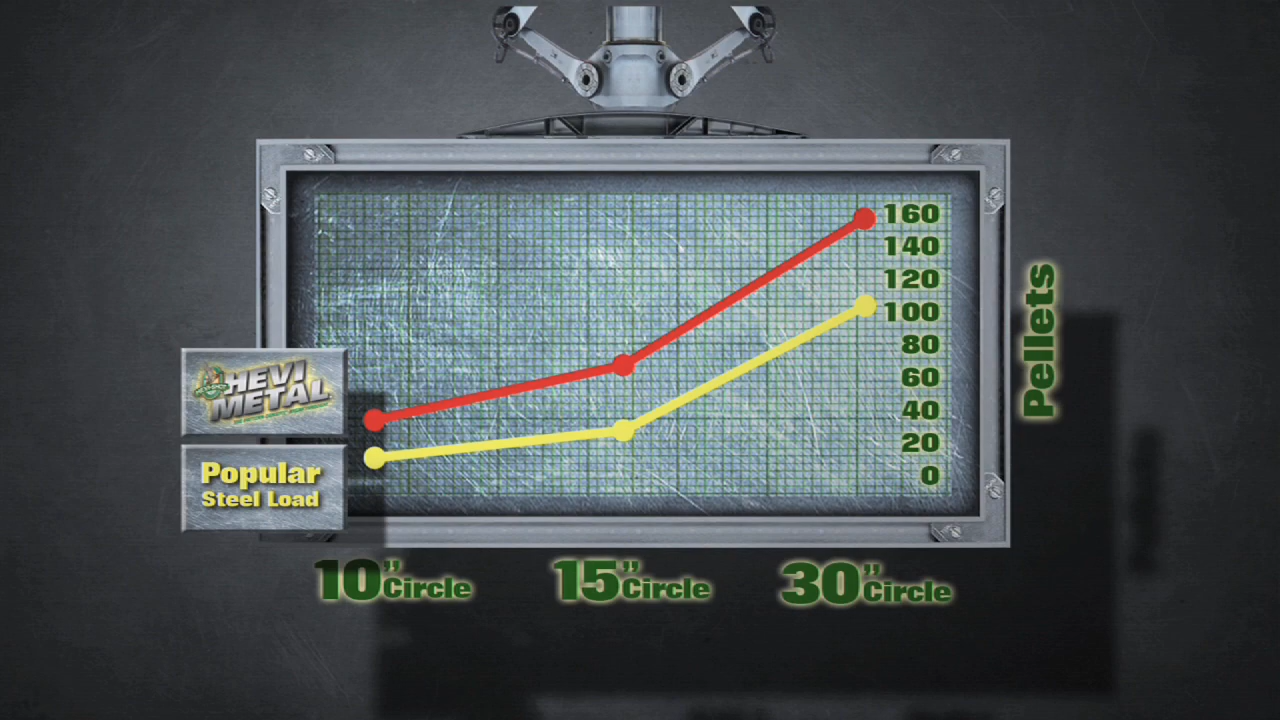 160
140
120
100
80
60
40
20
0
Pellets
HEVI
METAL
Popular
Steel Load
10” Circle
15” Circle
30” Circle